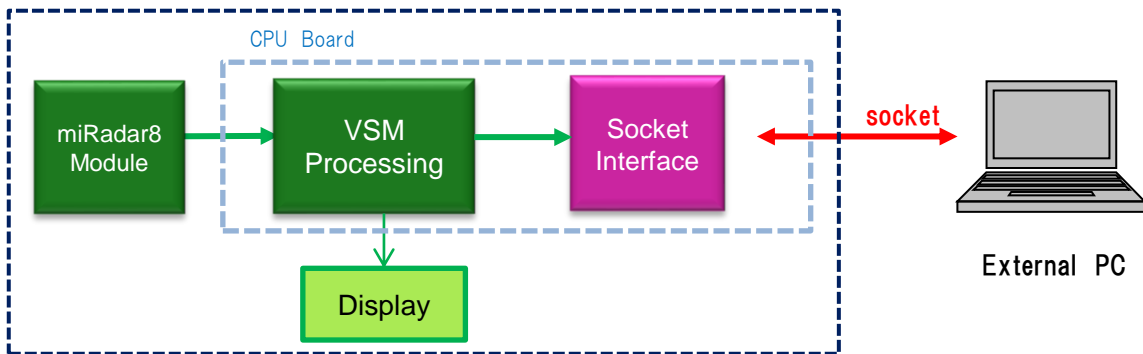 CPU Board
miRadar8
Module
VSM
Processing
Socket
Interface
socket
Display
External PC